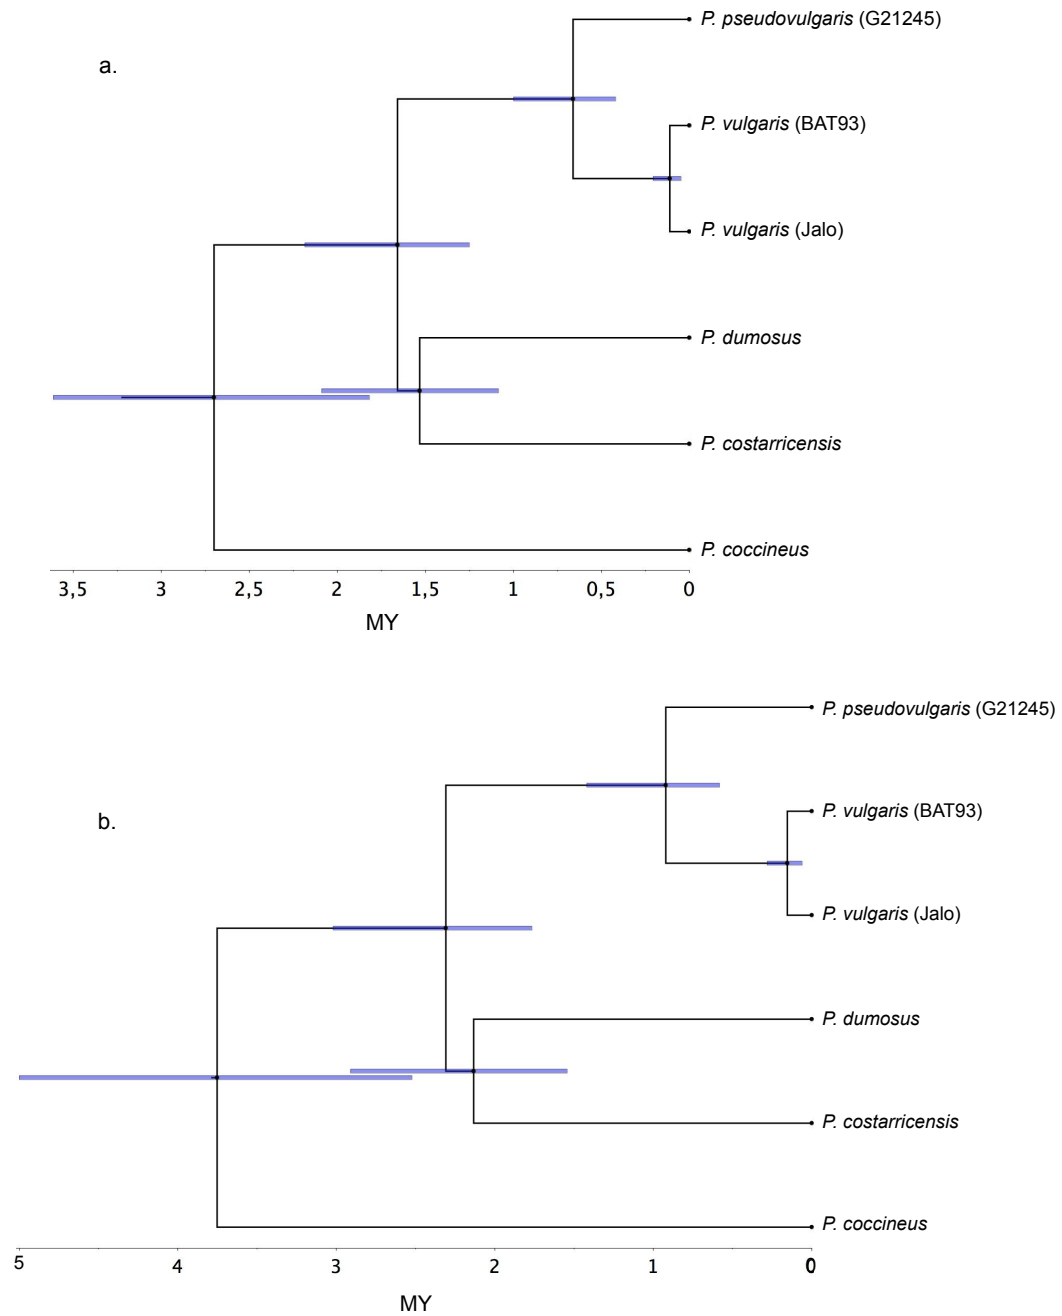 P. pseudovulgaris (G21245)
a.
P. vulgaris (BAT93)
P. vulgaris (Jalo)
P. dumosus
P. costarricensis
P. coccineus
3,5 3 2,5 2 1,5 1 0,5 0
MY
P. pseudovulgaris (G21245)
b.
P. vulgaris (BAT93)
P. vulgaris (Jalo)
P. dumosus
P. costarricensis
P. coccineus
5 4 3 2 1 0
MY